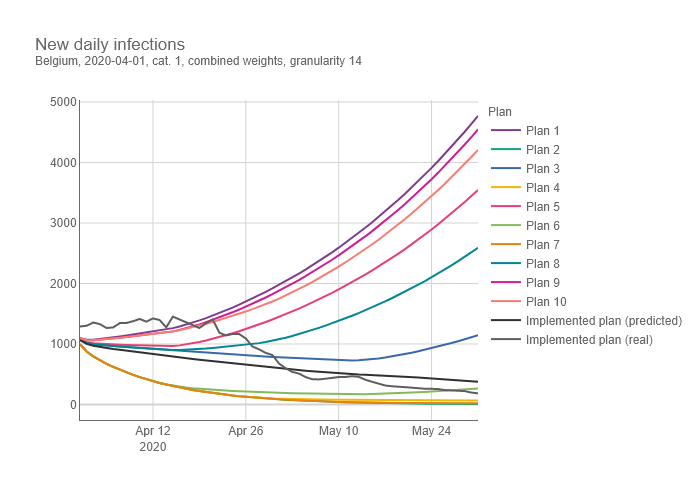 New daily infections
Belgium, 2020-04-01, cat. 1, combined weights, granularity 14
5000
4000
3000
2000
1000
0
Apr 12
2020
Apr 26
May 10
May 24
Plan
Plan 1
Plan 2
Plan 3
Plan 4
Plan 5
Plan 6
Plan 7
Plan 8
Plan 9
Plan 10
Implemented plan (predicted)
Implemented plan (real)